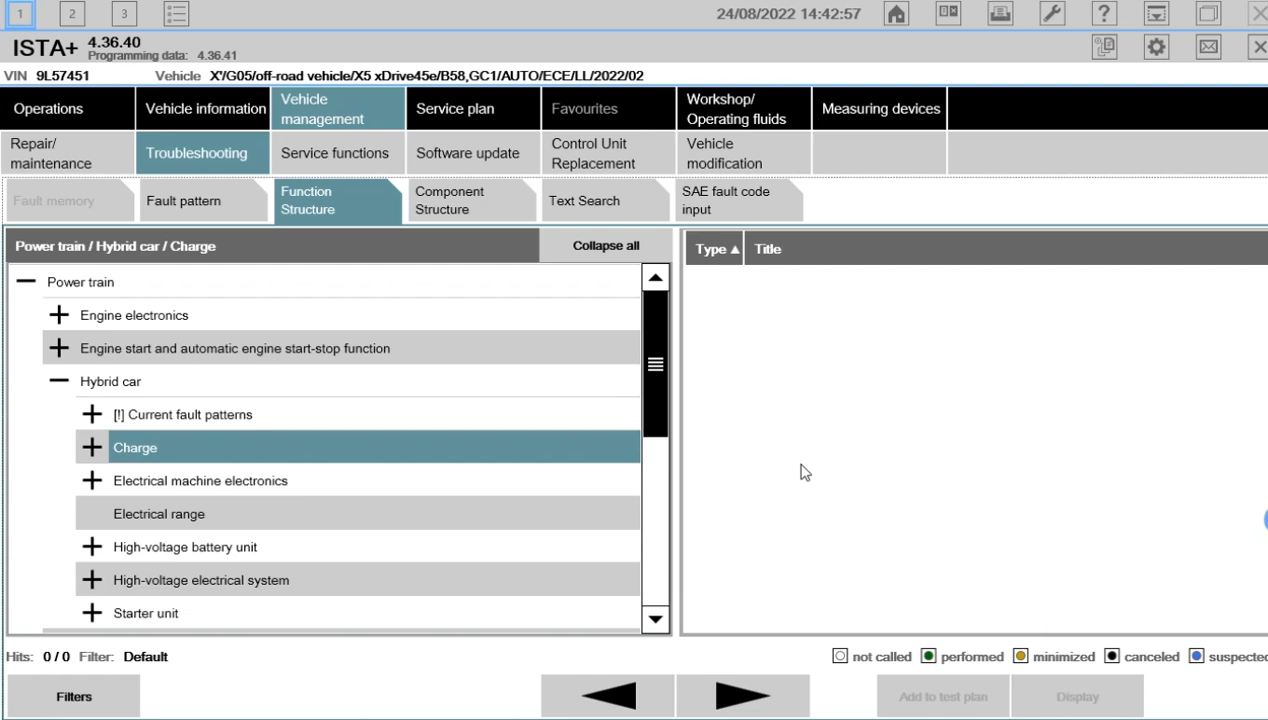 1 2 3 24/08/2022 14:42:57
ISTA+ 4.36.40
Programming data: 4.36.41
VIN 9L57451 Vehicle X'/G05/off-road vehicle/X5 xDrive45e/B58,GC1/AUTO/ECE/LL/2022/02
Operations
Vehicle information
Vehicle
management
Service plan
Favourites
Workshop/
Operating fluids
Measuring devices
Repair/
maintenance
Troubleshooting
Service functions
Software update
Control Unit
Replacement
Vehicle
modification
Fault memory
Fault pattern
Function
Structure
Component
Structure
Text Search
SAE fault code
input
Power train / Hybrid car / Charge
Collapse all
Type ▲ Title
Power train
Engine electronics
Engine start and automatic engine start-stop function
Hybrid car
[!] Current fault patterns
Charge
Electrical machine electronics
Electrical range
High-voltage battery unit
High-voltage electrical system
Starter unit
Hits: 0 / 0 Filter: Default
not called performed minimized canceled suspected
Filters
Add to test plan
Display